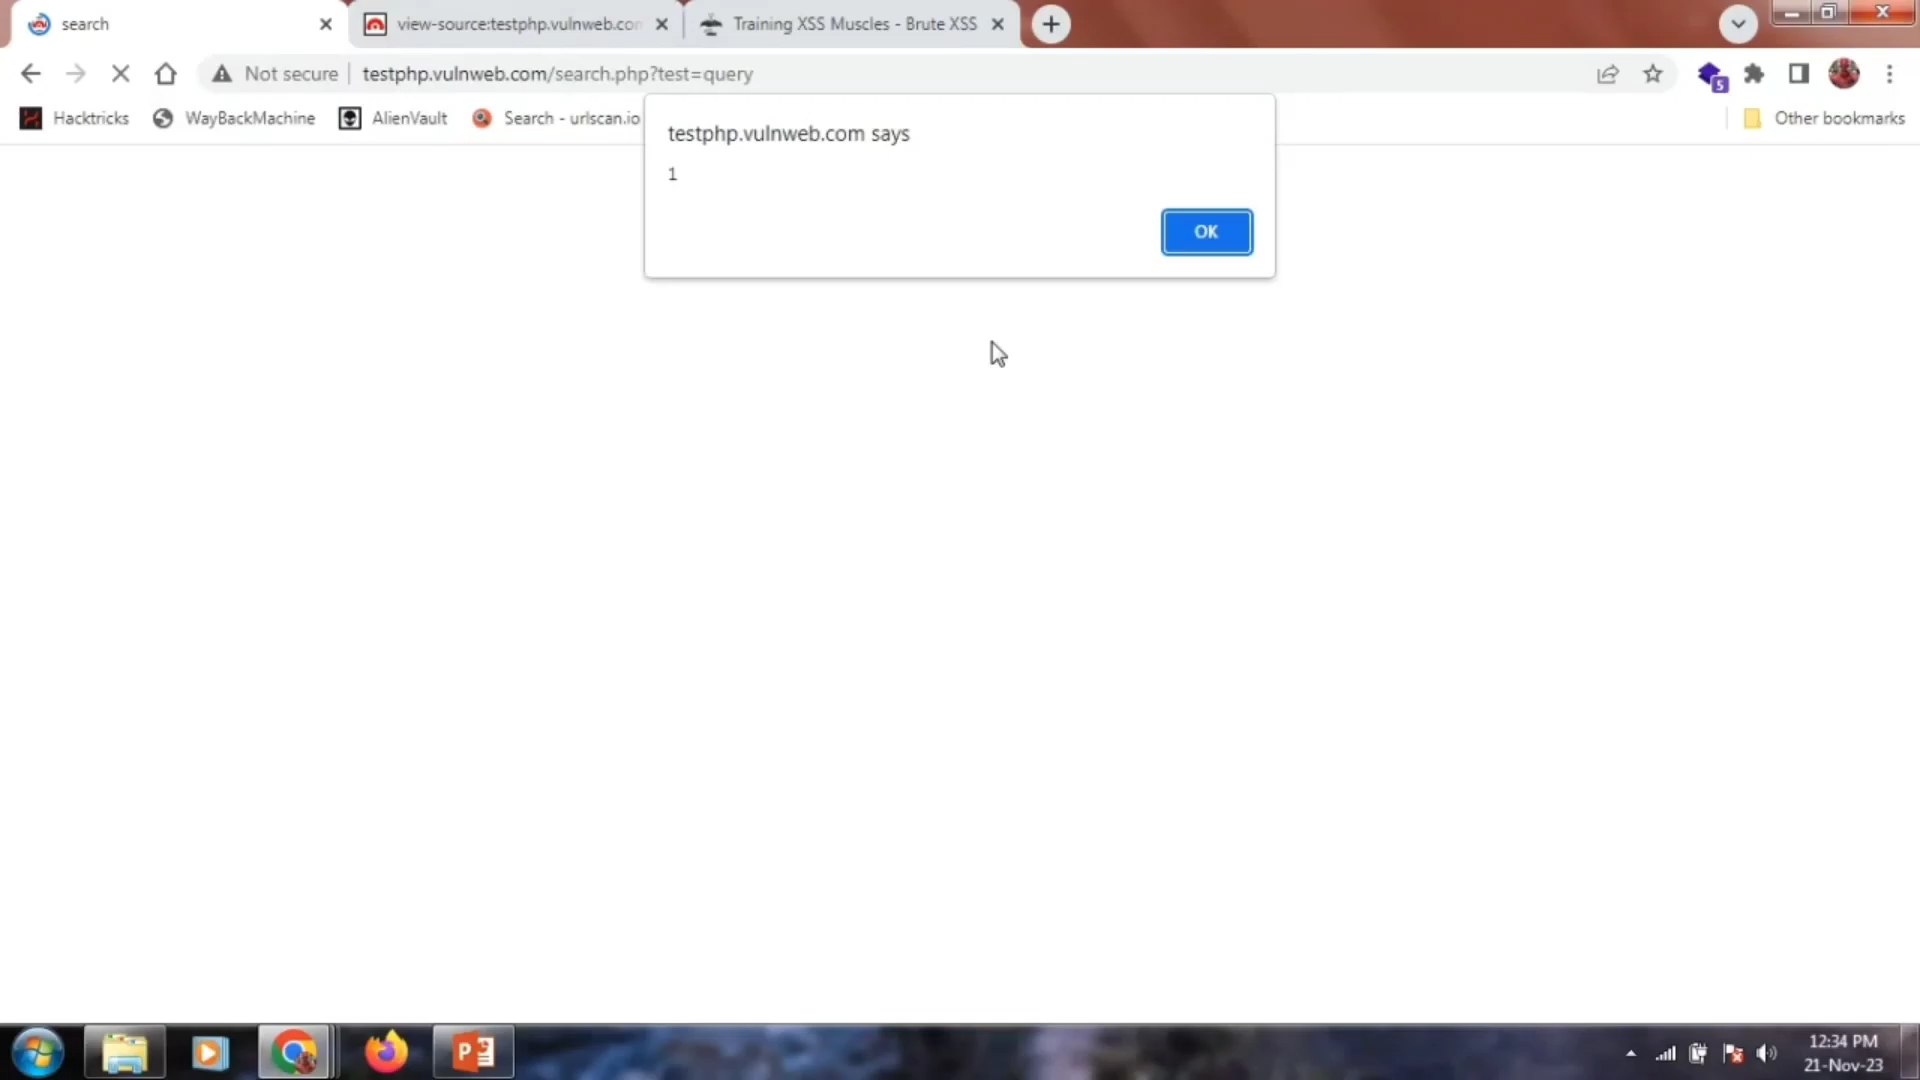 search
view-source:testphp.vulnweb.con
Training XSS Muscles - Brute XSS
Not secure
testphp.vulnweb.com/search.php?test=query
5
Hacktricks
WayBackMachine
AlienVault
Search - urlscan.io
Other bookmarks
testphp.vulnweb.com says
1
OK
12:34 PM
21-Nov-23